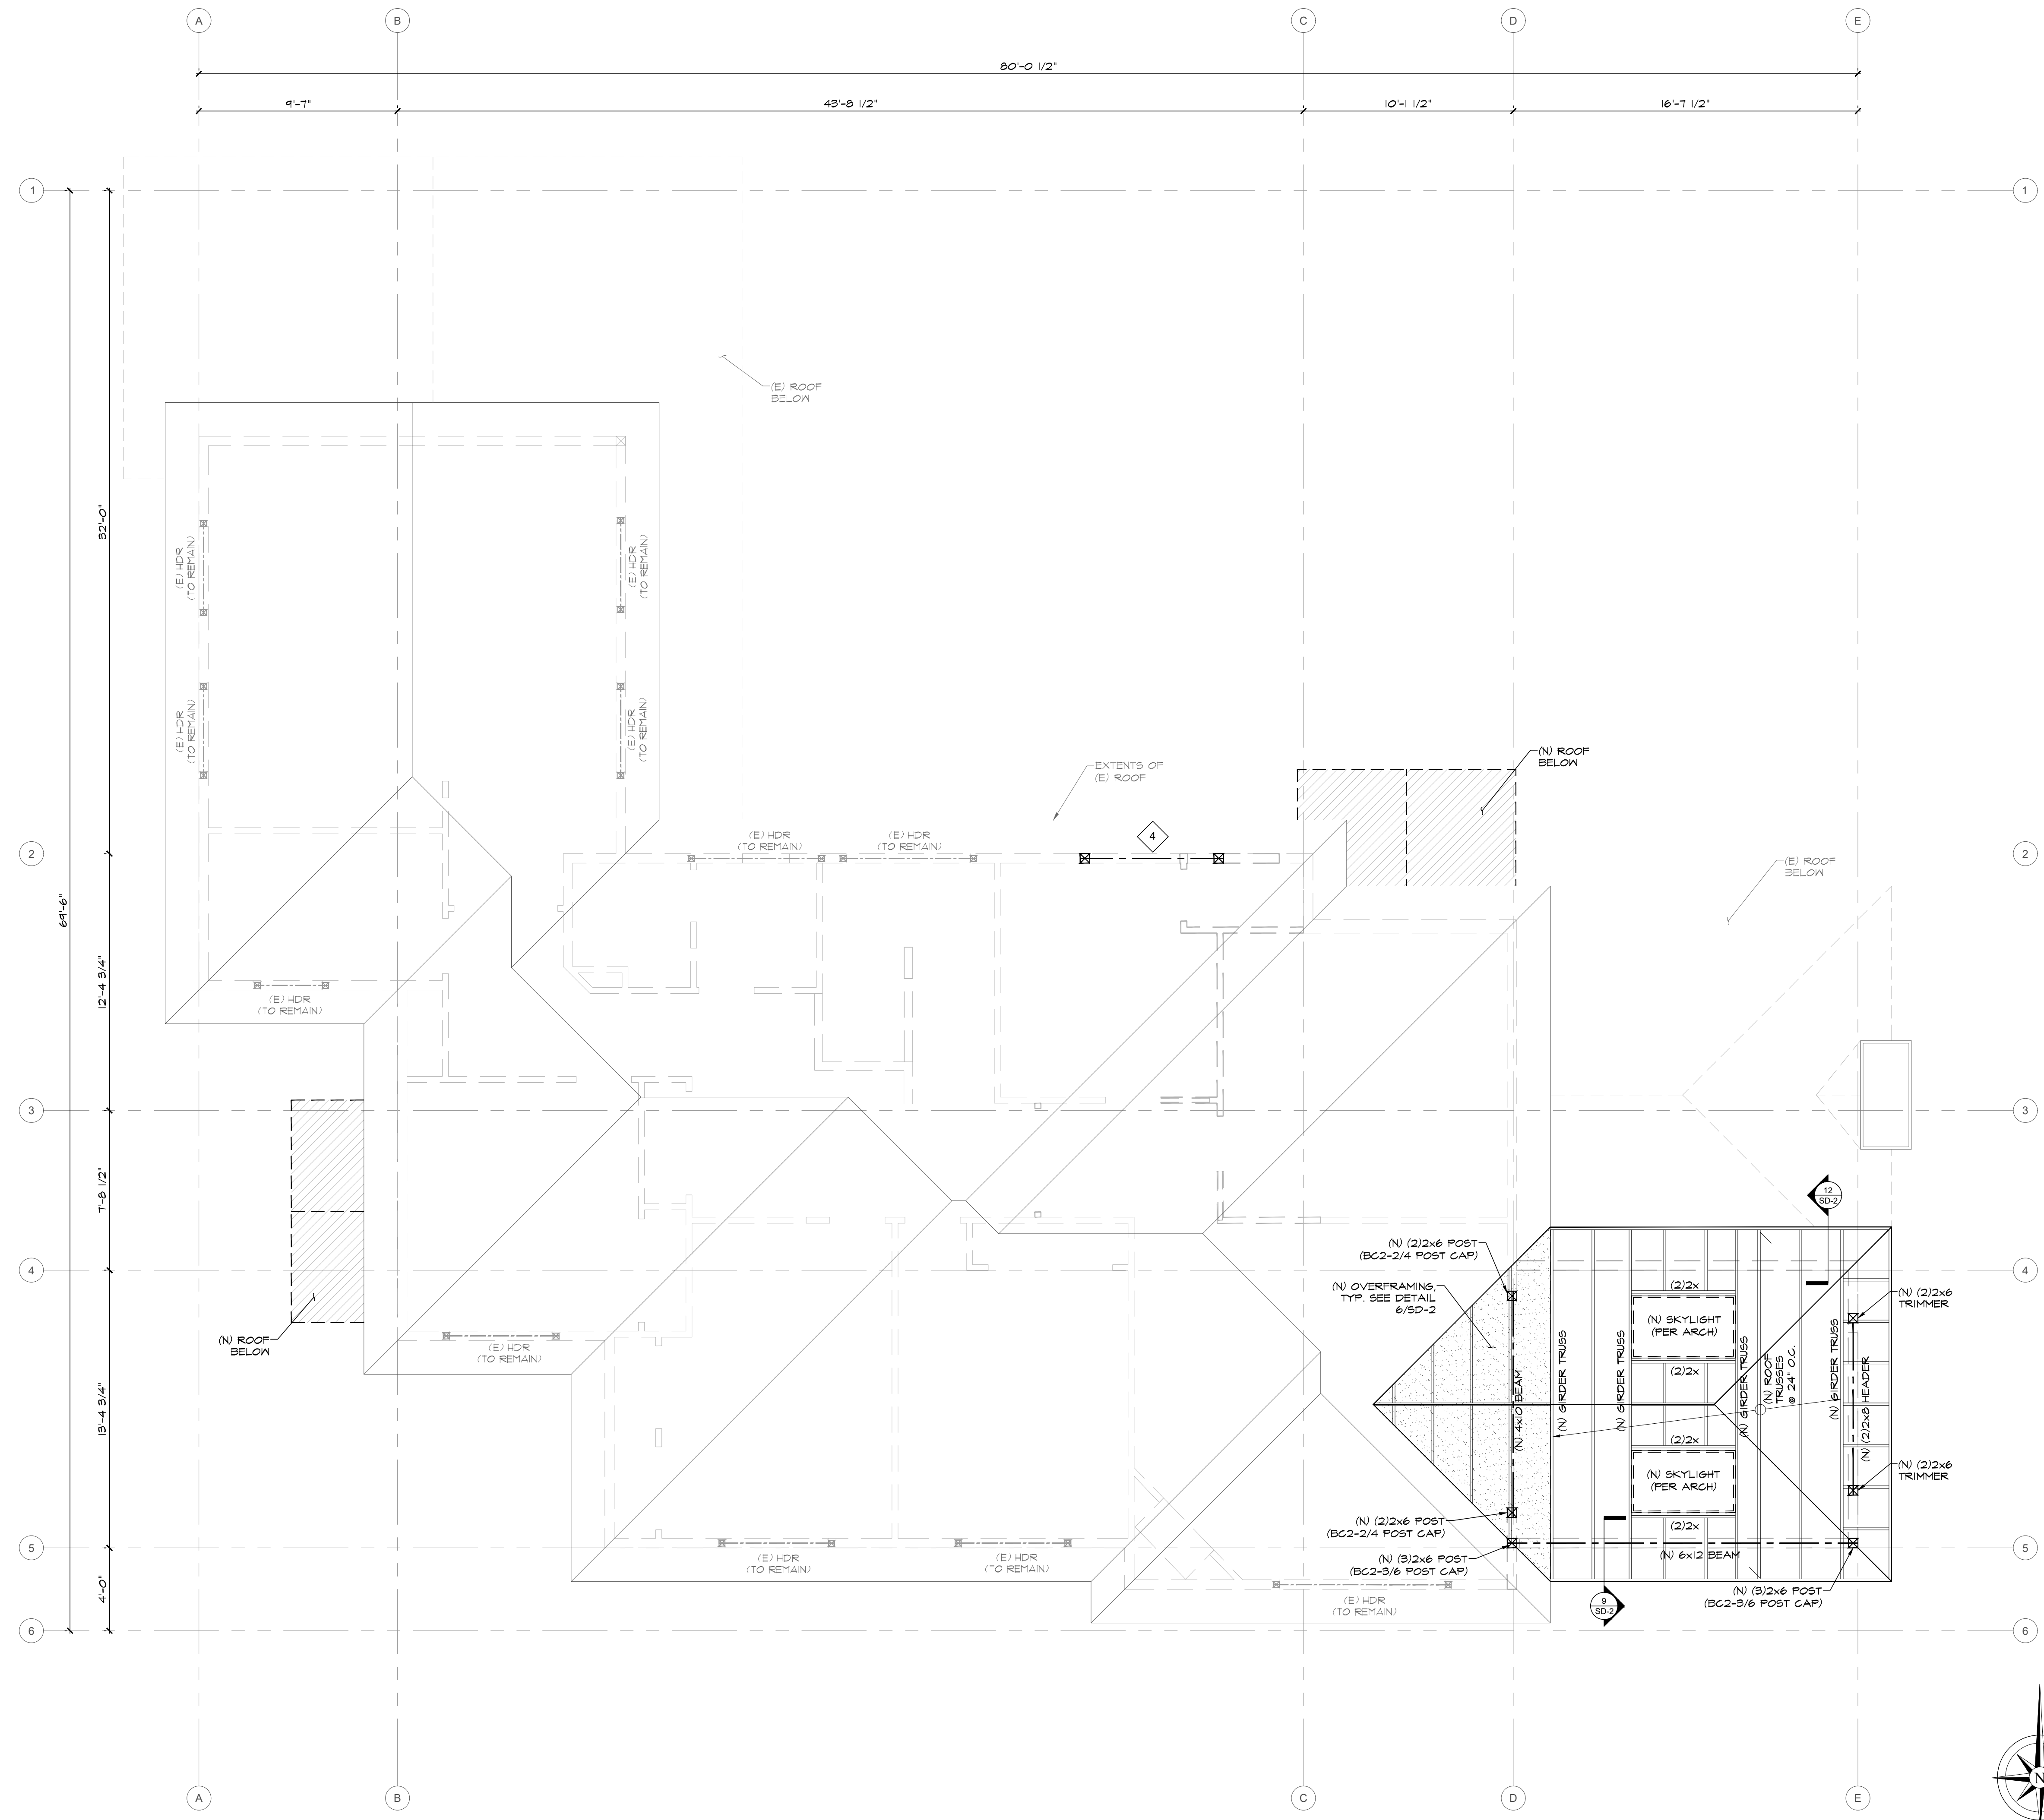 A
B
C
D
E
80'-0 1/2"
9'-7"
43'-8 1/2"
10'-1 1/2"
16'-7 1/2"
1
1
(E) ROOF
BELOW
32'-0"
(E) HDR
(TO REMAIN)
(E) HDR
(TO REMAIN)
(E) HDR
(TO REMAIN)
(E) HDR
(TO REMAIN)
(N) ROOF
BELOW
EXTENTS OF
(E) ROOF
(E) HDR
(TO REMAIN)
(E) HDR
(TO REMAIN)
4
2
2
(E) ROOF
BELOW
69'-6"
12'-4 3/4"
(E) HDR
(TO REMAIN)
3
3
7'-8 1/2"
12
SD-2
(N) (2)2x6 POST
(BC2-2/4 POST CAP)
4
4
(N) OVERFRAMING,
TYP. SEE DETAIL
6/SD-2
(2)2x
(N) SKYLIGHT
(PER ARCH)
(2)2x
(N) (2)2x6
TRIMMER
(N) ROOF
BELOW
(E) HDR
(TO REMAIN)
13'-4 3/4"
(N) 4x10 BEAM
(N) GIRDER TRUSS
(N) GIRDER TRUSS
(N) GIRDER TRUSS
(N) ROOF
TRUSSES
@ 24" O.C.
(N) GIRDER TRUSS
(N) (2)2x8 HEADER
(2)2x
(N) SKYLIGHT
(PER ARCH)
(2)2x
(N) (2)2x6
TRIMMER
(N) (2)2x6 POST
(BC2-2/4 POST CAP)
5
5
(E) HDR
(TO REMAIN)
(E) HDR
(TO REMAIN)
(N) (3)2x6 POST
(BC2-3/6 POST CAP)
(N) 6x12 BEAM
4'-0"
(E) HDR
(TO REMAIN)
9
SD-2
(N) (3)2x6 POST
(BC2-3/6 POST CAP)
6
6
N
A
B
C
D
E